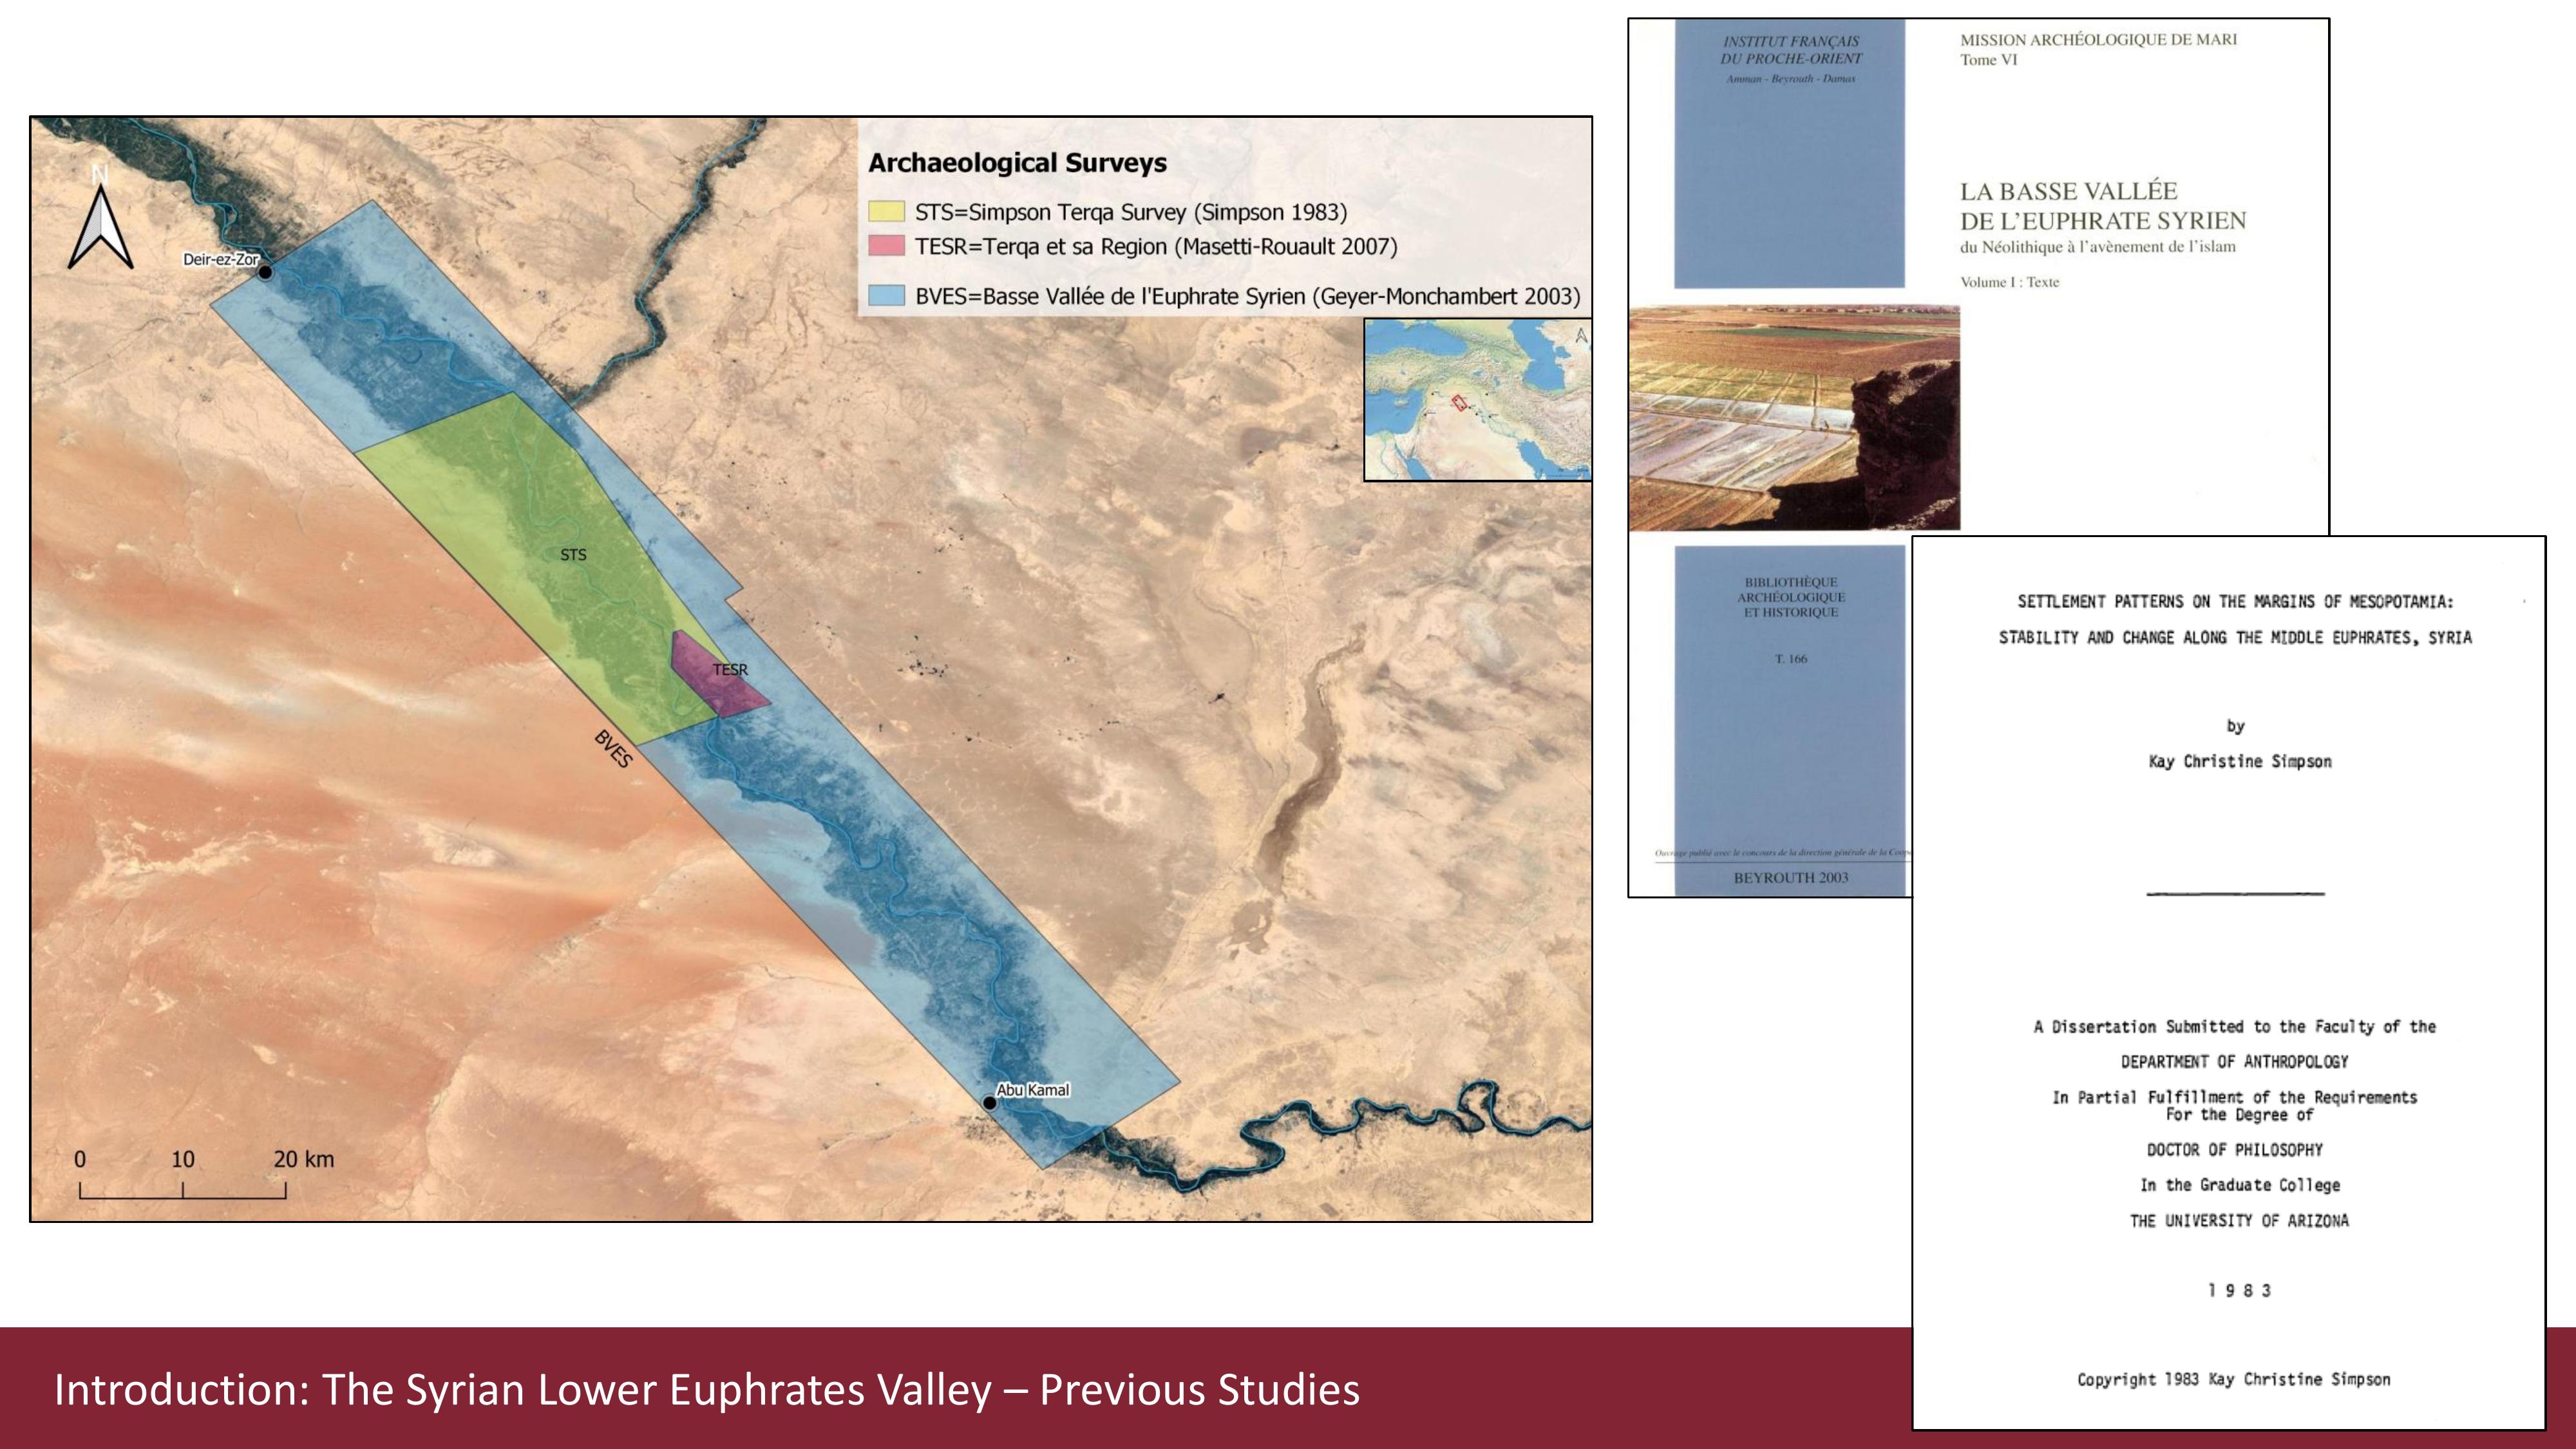 N
Deir-ez-Zor
Archaeological Surveys
STS=Simpson Terqa Survey (Simpson 1983)
TESR=Terqa et sa Region (Masetti-Rouault 2007)
BVES=Basse Vallée de l'Euphrate Syrien (Geyer-Monchambert 2003)
STS
TESR
BVES
Abu Kamal
0 10 20 km
INSTITUT FRANÇAIS
DU PROCHE-ORIENT
Amman - Beyrouth - Damas
MISSION ARCHÉOLOGIQUE DE MARI
Tome VI
LA BASSE VALLÉE
DE L'EUPHRATE SYRIEN
du Néolithique à l'avènement de l'islam
Volume I : Texte
BIBLIOTHÈQUE
ARCHÉOLOGIQUE
ET HISTORIQUE
T. 166
Ouvrage publié avec le concours de la direction générale de la
BEYROUTH 2003
SETTLEMENT PATTERNS ON THE MARGINS OF MESOPOTAMIA:
STABILITY AND CHANGE ALONG THE MIDDLE EUPHRATES, SYRIA
by
Kay Christine Simpson
A Dissertation Submitted to the Faculty of the
DEPARTMENT OF ANTHROPOLOGY
In Partial Fulfillment of the Requirements
For the Degree of
DOCTOR OF PHILOSOPHY
In the Graduate College
THE UNIVERSITY OF ARIZONA
1 9 8 3
Copyright 1983 Kay Christine Simpson
Introduction: The Syrian Lower Euphrates Valley – Previous Studies